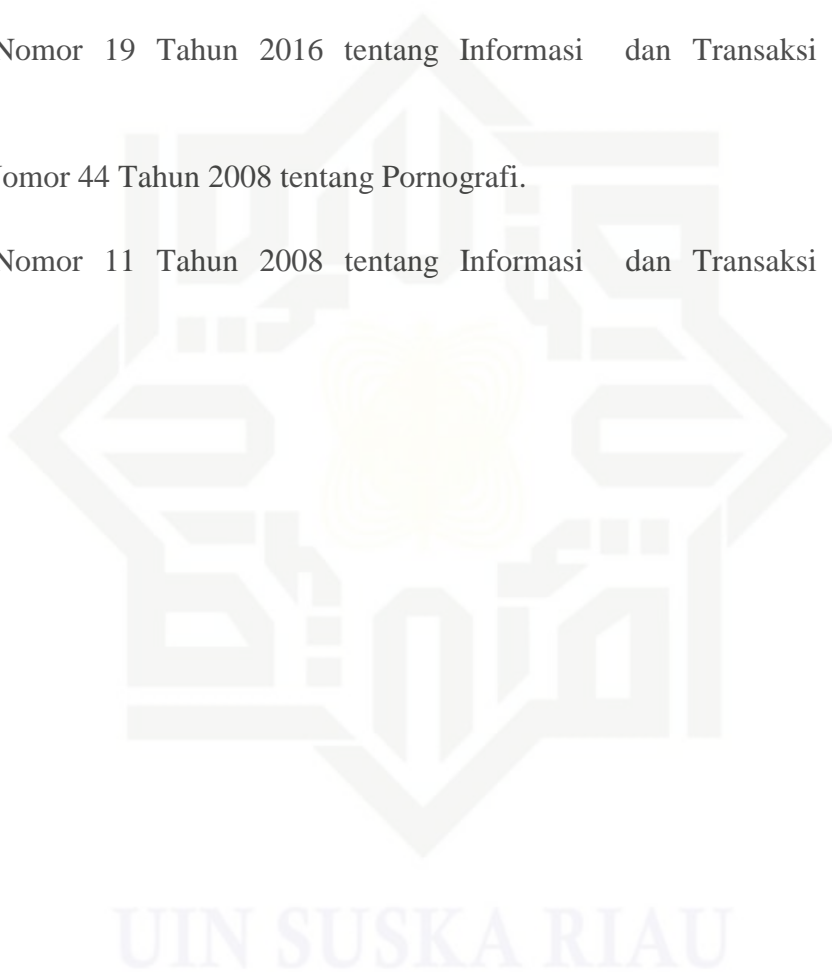 Nomor 19 Tahun 2016 tentang Informasi dan Transaksi
Nomor 44 Tahun 2008 tentang Pornografi.
Nomor 11 Tahun 2008 tentang Informasi dan Transaksi
UIN SUSKA RIAU